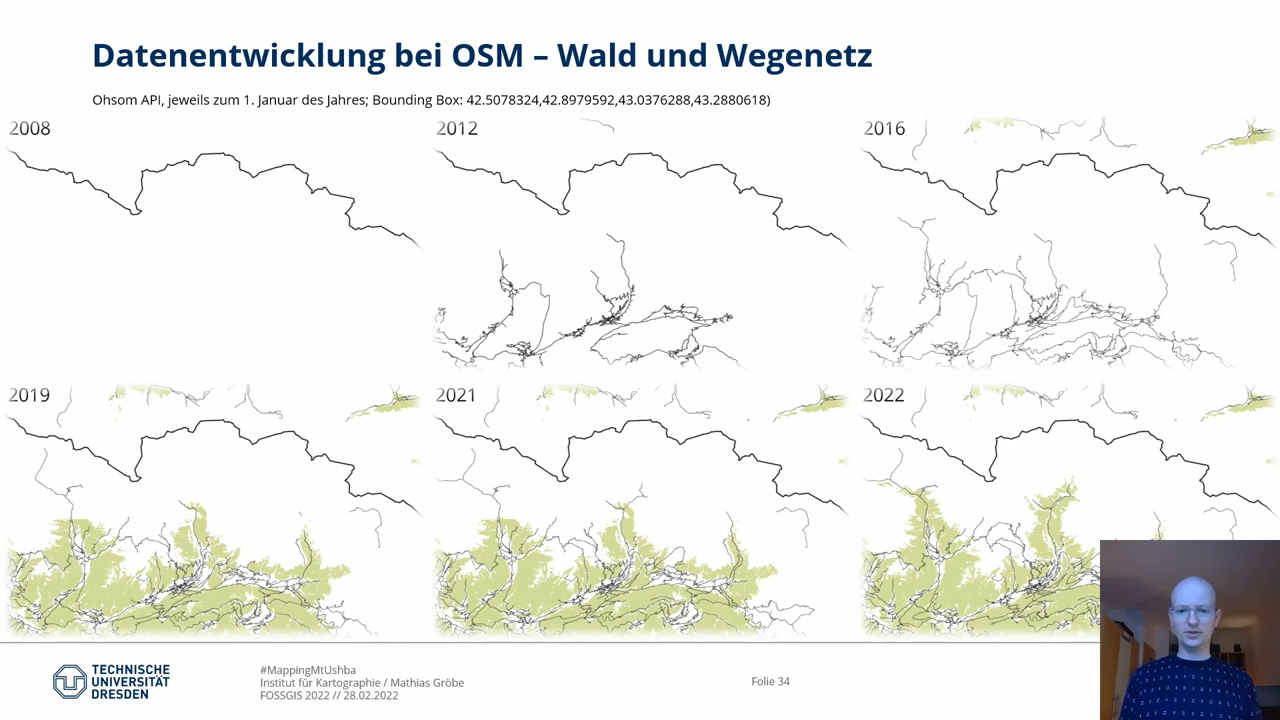 Datenentwicklung bei OSM – Wald und Wegenetz
Ohsom API, jeweils zum 1. Januar des Jahres; Bounding Box: 42.5078324,42.8979592,43.0376288,43.2880618)
2008
2012
2016
2019
2021
2022
TECHNISCHE
UNIVERSITÄT
DRESDEN
#MappingMtUshba
Institut für Kartographie / Mathias Gröbe
FOSSGIS 2022 // 28.02.2022
Folie 34